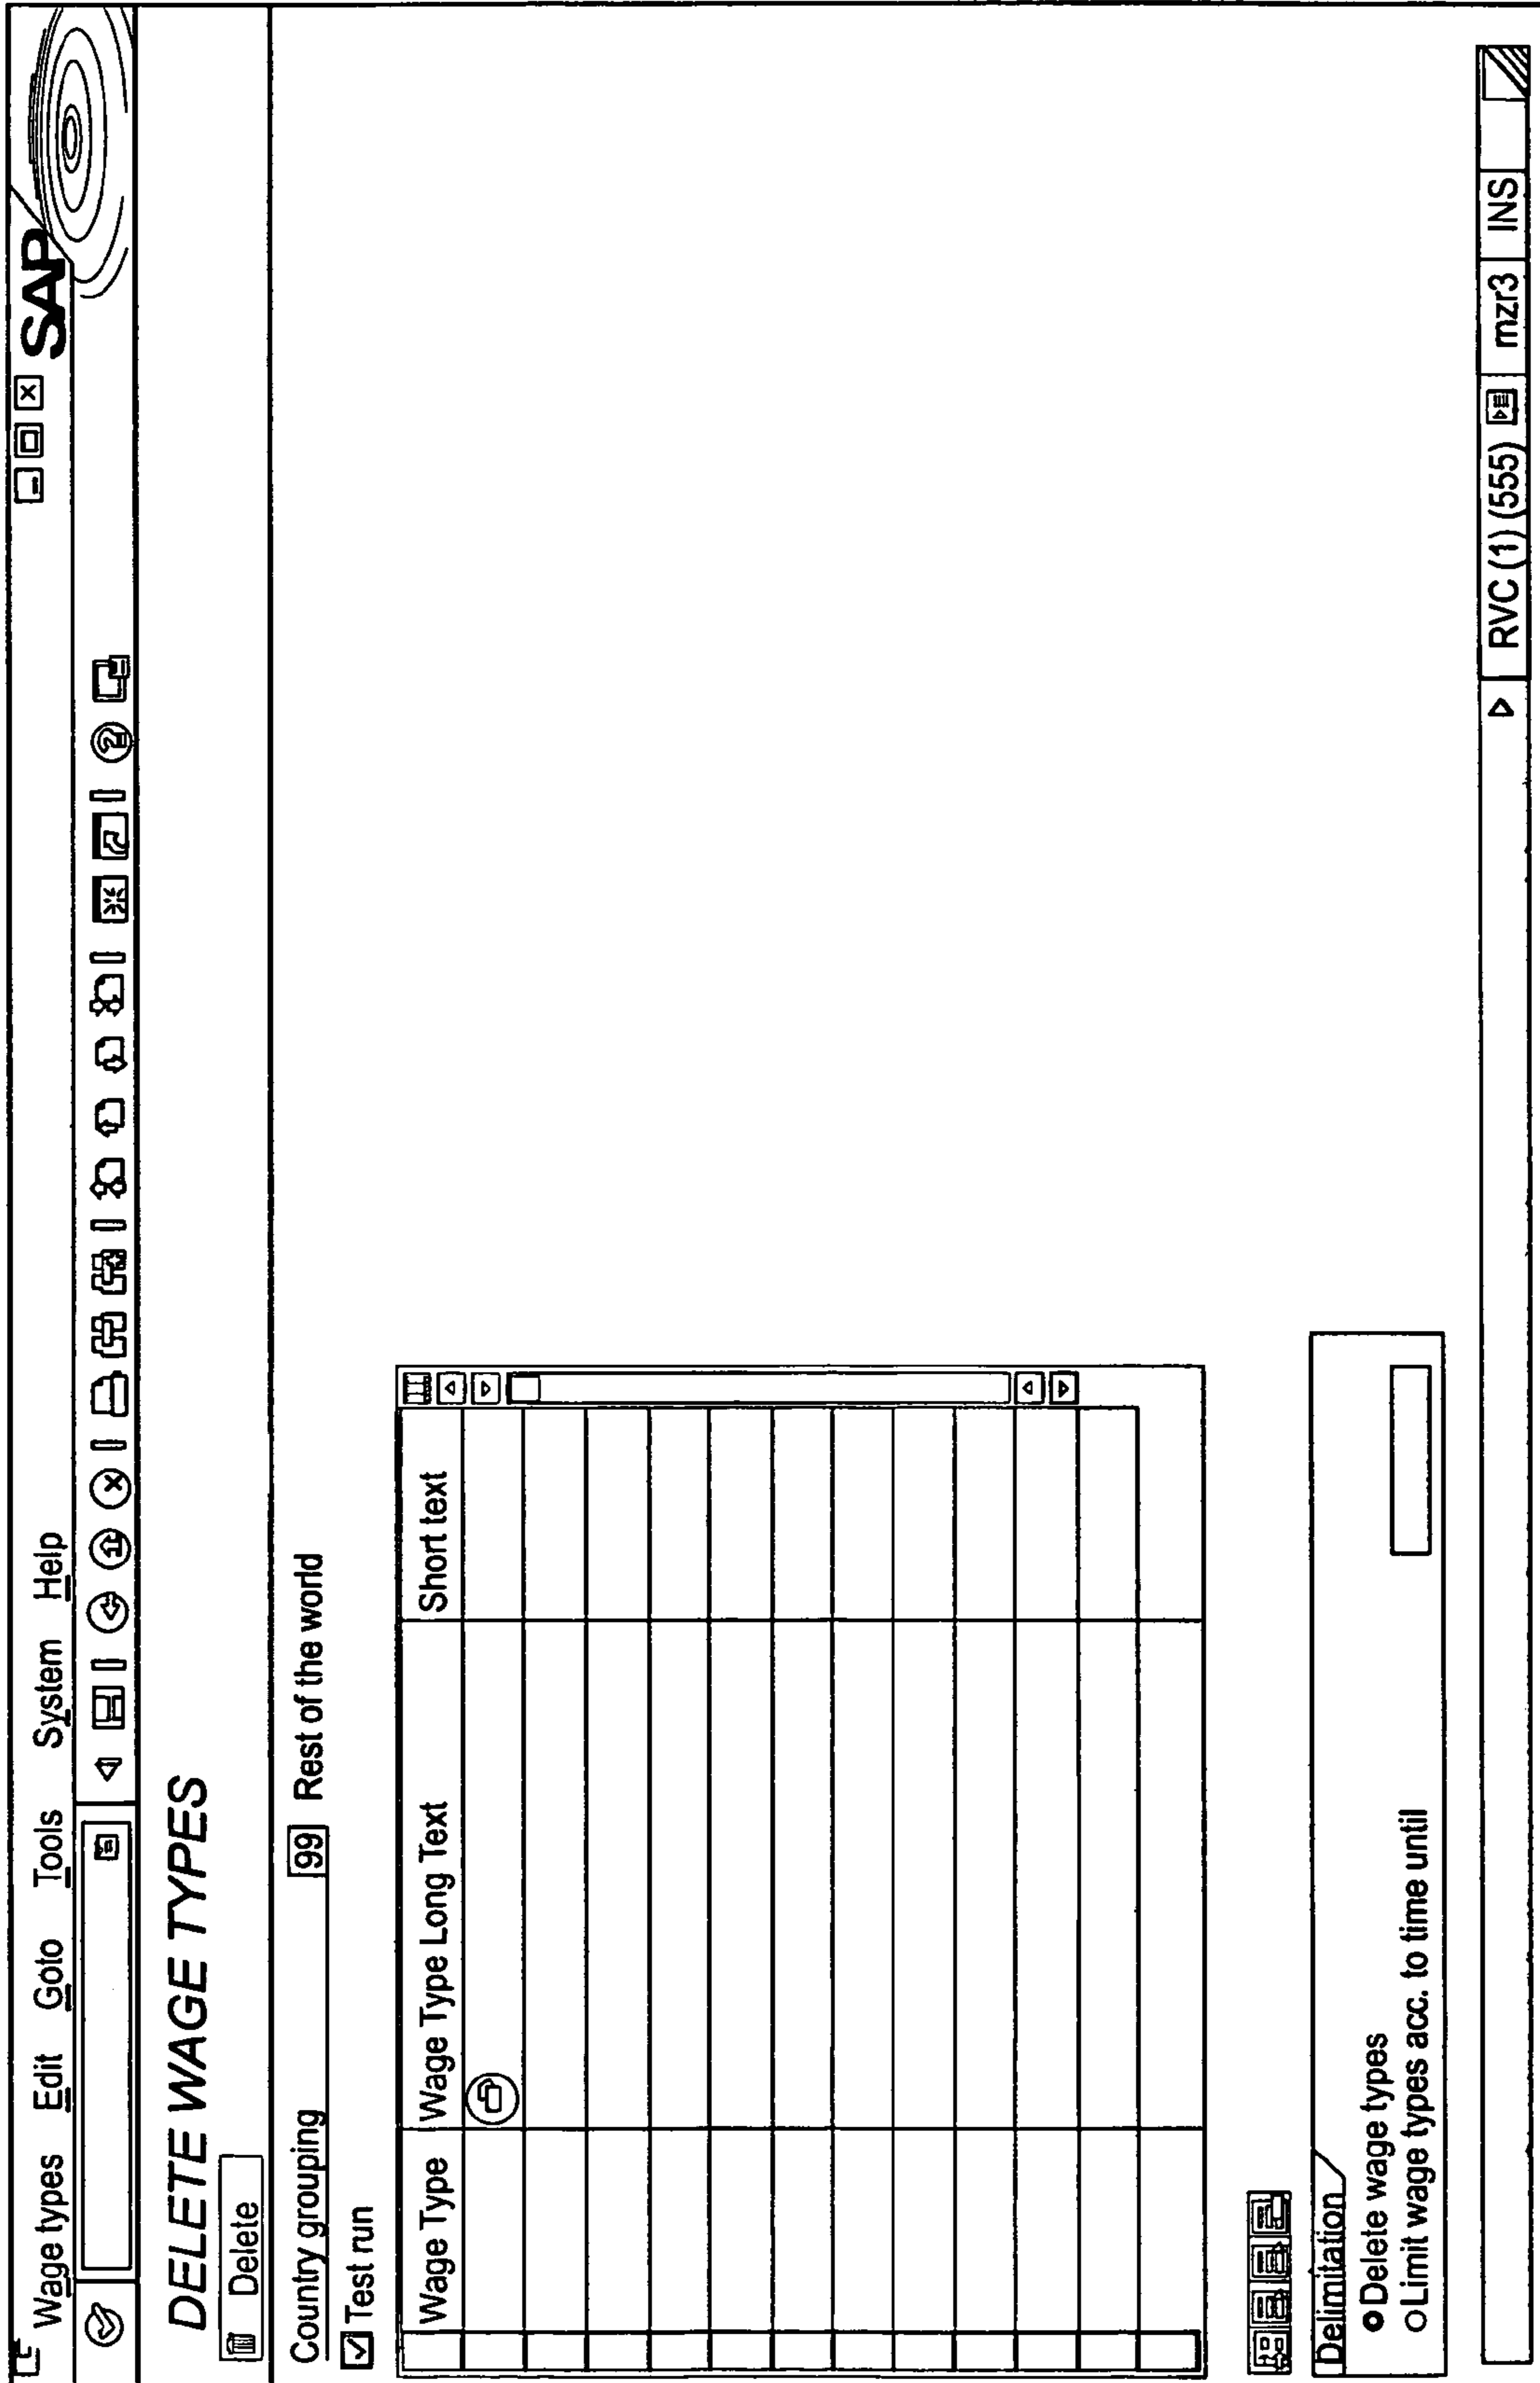 Wage types Edit Goto Tools System Help
SAP
DELETE WAGE TYPES
Delete
Country grouping 99 Rest of the world
Test run
Wage Type Wage Type Long Text Short text
Delimitation
Delete wage types
Limit wage types acc. to time until
RVC (1) (555) mzr3 INS